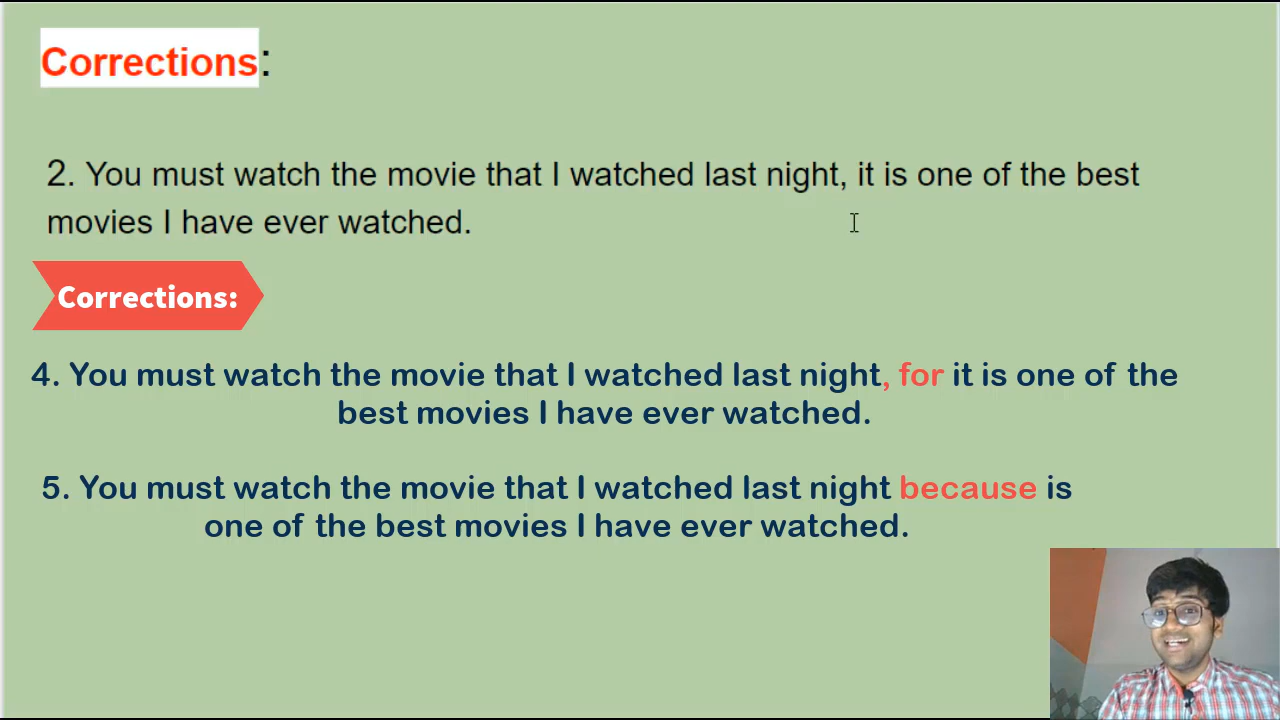 Corrections:
2. You must watch the movie that I watched last night, it is one of the best
movies I have ever watched.
Corrections:
4. You must watch the movie that I watched last night, for it is one of the
best movies I have ever watched.
5. You must watch the movie that I watched last night because is
one of the best movies I have ever watched.